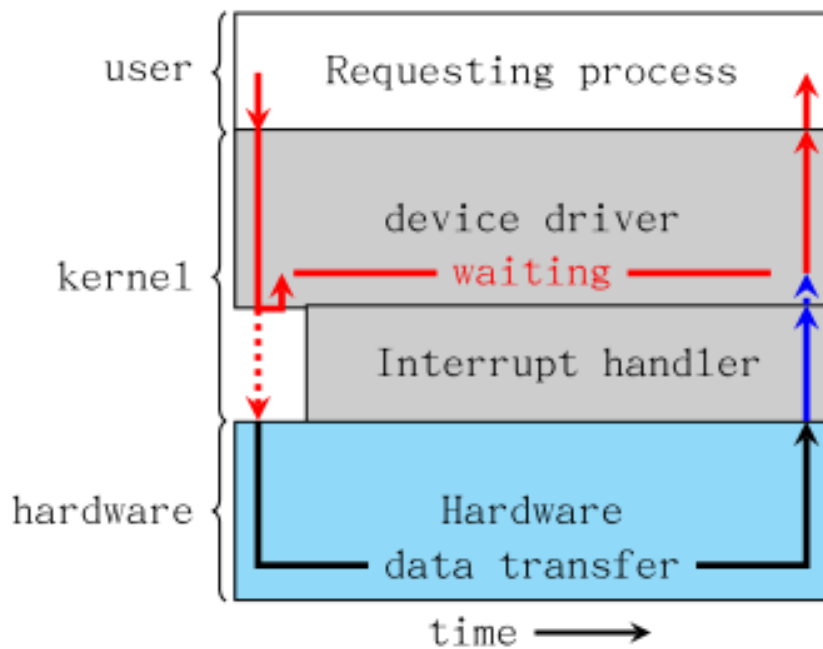 user
Requesting process
kernel
device driver
waiting
Interrupt handler
hardware
Hardware
data transfer
time